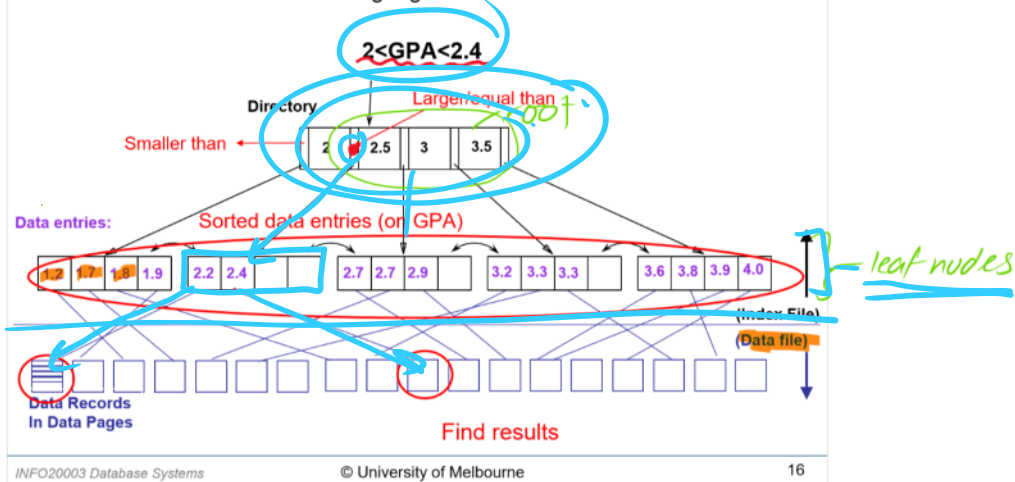 2<GPA<2.4
Directory
Larger/equal than
root
Smaller than
2 2.5 3 3.5
Data entries:
Sorted data entries (on GPA)
1.2 1.7 1.8 1.9 2.2 2.4 2.7 2.7 2.9 3.2 3.3 3.3 3.6 3.8 3.9 4.0
leaf nudes
(Index File)
(Data file)
Data Records
In Data Pages
Find results
INFO20003 Database Systems
© University of Melbourne
16